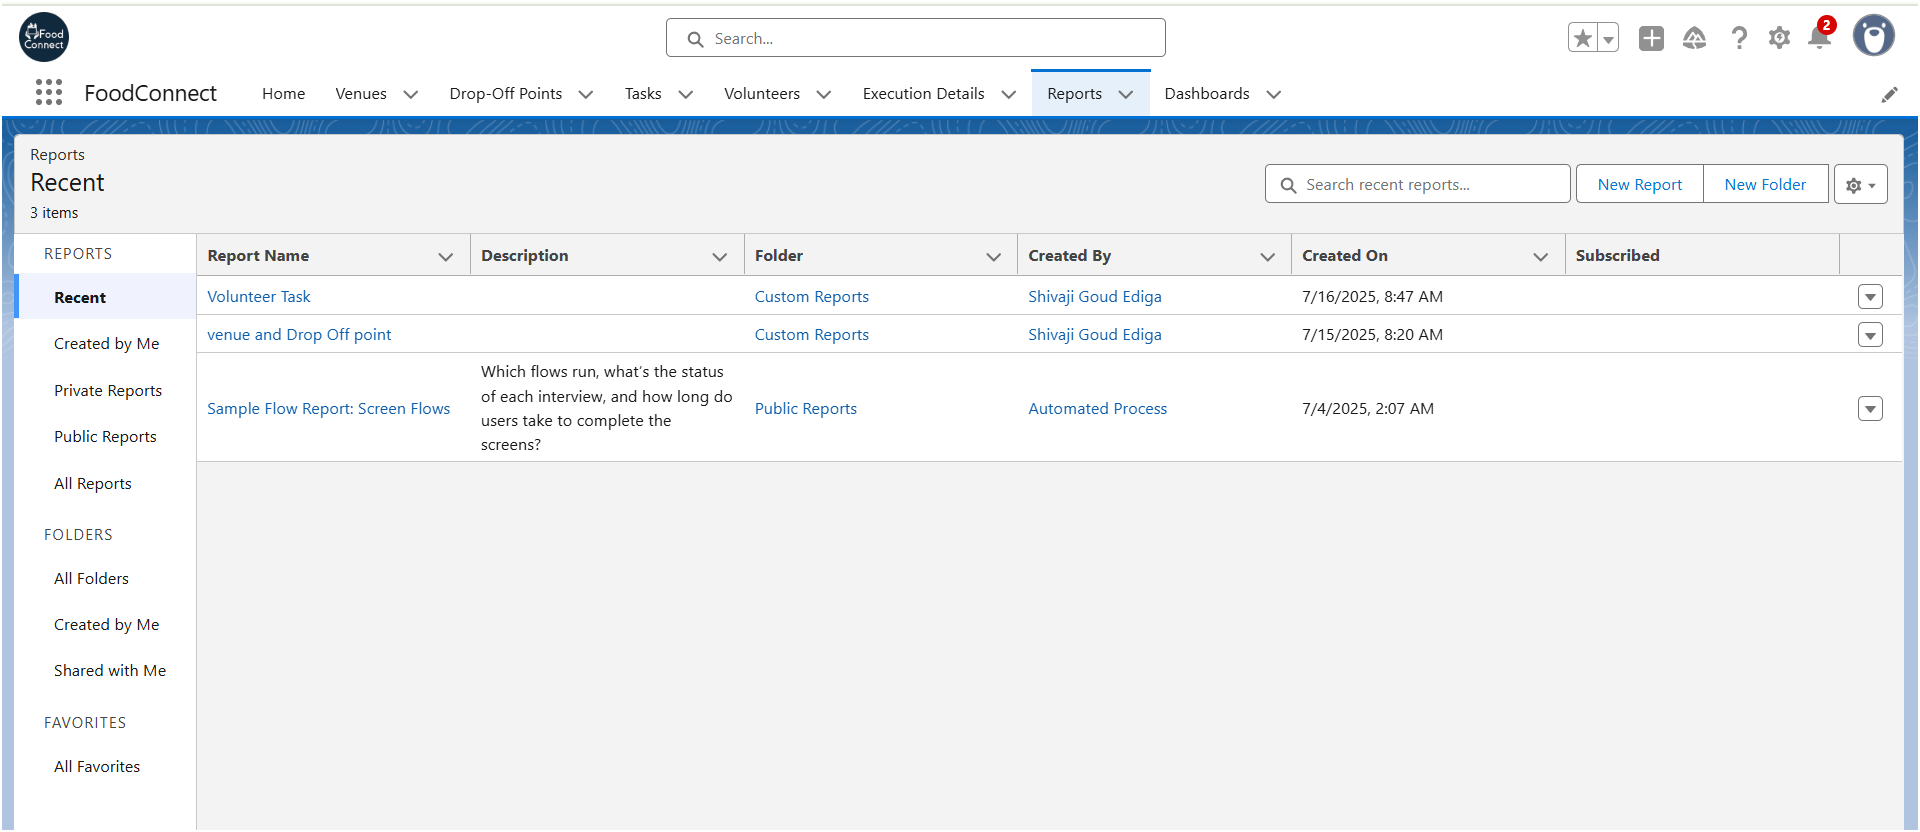 Food
Connect
Search...
2
FoodConnect
Home
Venues
Drop-Off Points
Tasks
Volunteers
Execution Details
Reports
Dashboards
Reports
Recent
3 items
Search recent reports...
New Report
New Folder
REPORTS
Recent
Created by Me
Private Reports
Public Reports
All Reports
FOLDERS
All Folders
Created by Me
Shared with Me
FAVORITES
All Favorites
Report Name Description Folder Created By Created On Subscribed
Volunteer Task Custom Reports Shivaji Goud Ediga 7/16/2025, 8:47 AM
venue and Drop Off point Custom Reports Shivaji Goud Ediga 7/15/2025, 8:20 AM
Sample Flow Report: Screen Flows
Which flows run, what's the status
of each interview, and how long do
users take to complete the
screens?
Public Reports
Automated Process
7/4/2025, 2:07 AM